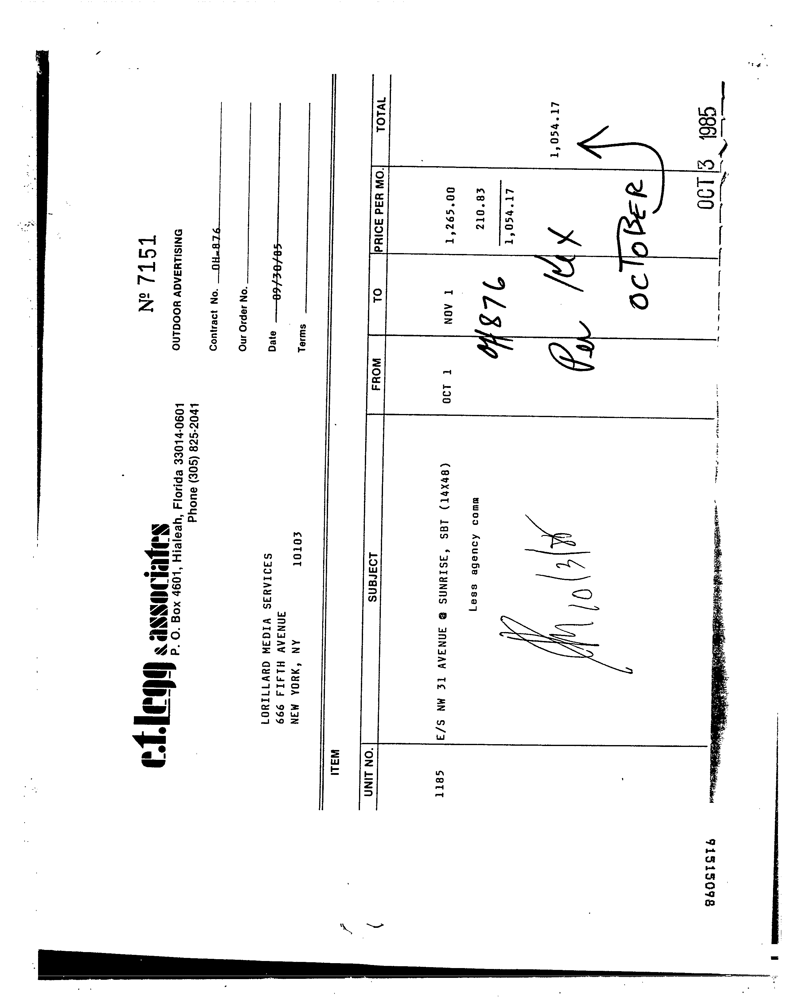 c.t.legg & associates
P. O. Box 4601, Hialeah, Florida 33014-0601
Phone (305) 825-2041
Nº 7151
OUTDOOR ADVERTISING
Contract No. OH-876
Our Order No.
Date 09/30/85
Terms
LORILLARD MEDIA SERVICES
666 FIFTH AVENUE
NEW YORK, NY 10103
ITEM
UNIT NO. SUBJECT FROM TO PRICE PER MO. TOTAL
1185 E/S NW 31 AVENUE @ SUNRISE, SBT (14X48) OCT 1 NOV 1 1,265.00
Less agency comm 210.83
OH876 1,054.17
1,054.17
10/3/85
Per
OCTOBER
OCT 3 1985
91515098